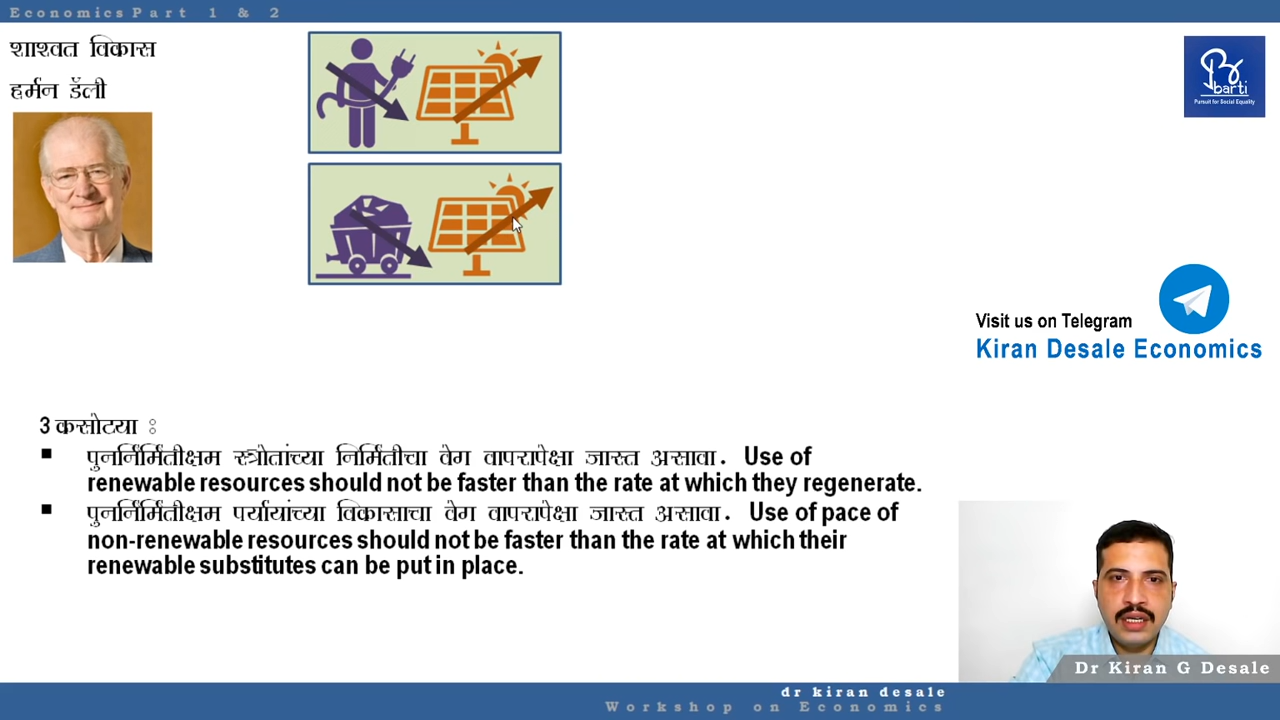 Economics Part 1 & 2
शाश्वत विकास
हर्मन डॅली
barti
Pursuit for Social Equality
Visit us on Telegram
Kiran Desale Economics
3 कसोटया :
▪ पुनर्निर्मितीक्षम स्त्रोतांच्या निर्मितीचा वेग वापरापेक्षा जास्त असावा. Use of
renewable resources should not be faster than the rate at which they regenerate.
▪ पुनर्निर्मितीक्षम पर्यायांच्या विकासाचा वेग वापरापेक्षा जास्त असावा. Use of pace of
non-renewable resources should not be faster than the rate at which their
renewable substitutes can be put in place.
Dr Kiran G Desale
dr kiran desale
Workshop on Economics